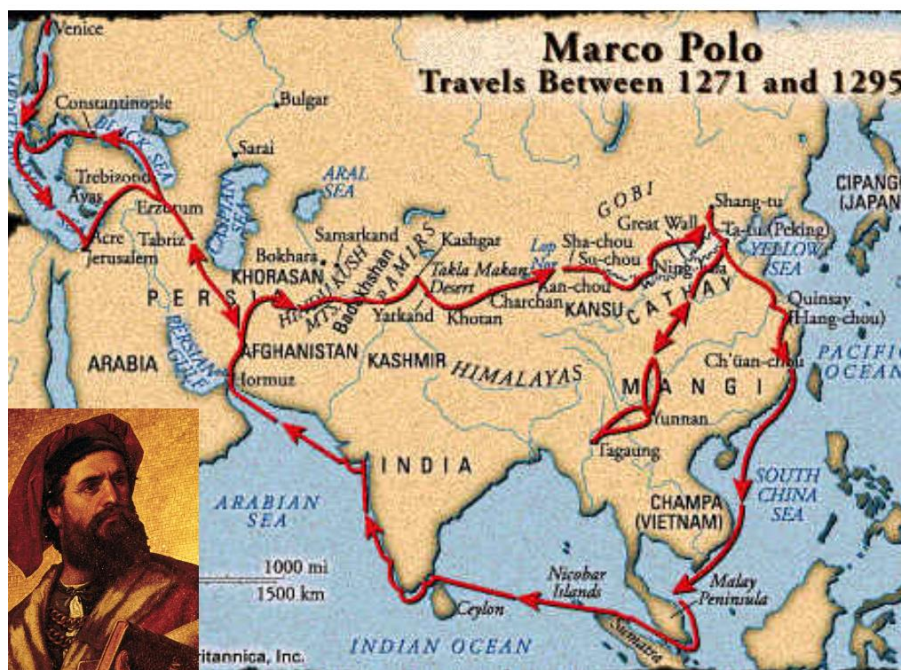 Marco Polo
Travels Between 1271 and 1295
Venice
Constantinople
BLACK SEA
Bulgar
Sarai
Trebizond
Ayas
Erzurum
Acre
Jerusalem
Tabriz
CASPIAN
SEA
ARAL
SEA
Samarkand
Bokhara
KHORASAN
HINDU KUSH
MTS.
Badakhshan
PAMIRS
Kashgar
Takla Makan
Desert
Yarkand
Khotan
Charchan
Lop
Nor
GOBI
Sha-chou
Su-chou
Kan-chou
KANSU
Great Wall
Shang-tu
Ta-tu (Peking)
CATHAY
YELLOW
SEA
CIPANGU
(JAPAN
Quinsay
(Hang-chou)
Ch'üan-chou
PACIFIC
OCEAN
PERSIA
PERSIAN
GULF
ARABIA
AFGHANISTAN
Hormuz
KASHMIR
HIMALAYAS
MANGI
Yunnan
Tagaung
INDIA
ARABIAN
SEA
CHAMPA
(VIETNAM)
SOUTH
CHINA
SEA
1000 mi
1500 km
Ceylon
Nicobar
Islands
Malay
Peninsula
Sumatra
INDIAN OCEAN
ritannica, Inc.